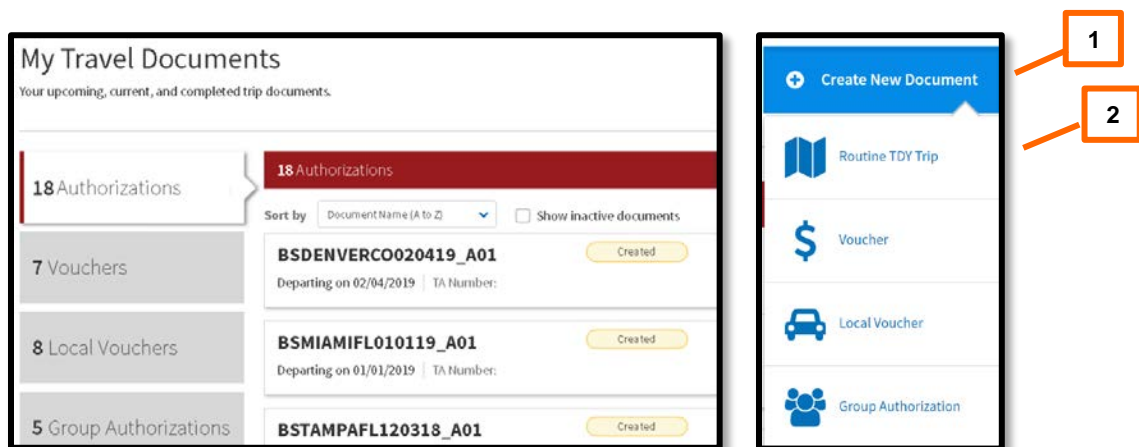 My Travel Documents
Your upcoming, current, and completed trip documents.
18 Authorizations
7 Vouchers
8 Local Vouchers
5 Group Authorizations
18 Authorizations
Sort by Document Name (A to Z) Show inactive documents
BSDENVERCO020419_A01 Created
Departing on 02/04/2019 | TA Number:
BSMIAMIFL010119_A01 Created
Departing on 01/01/2019 | TA Number:
BSTAMPAFL120318_A01 Created
Create New Document
Routine TDY Trip
$ Voucher
Local Voucher
Group Authorization
1
2